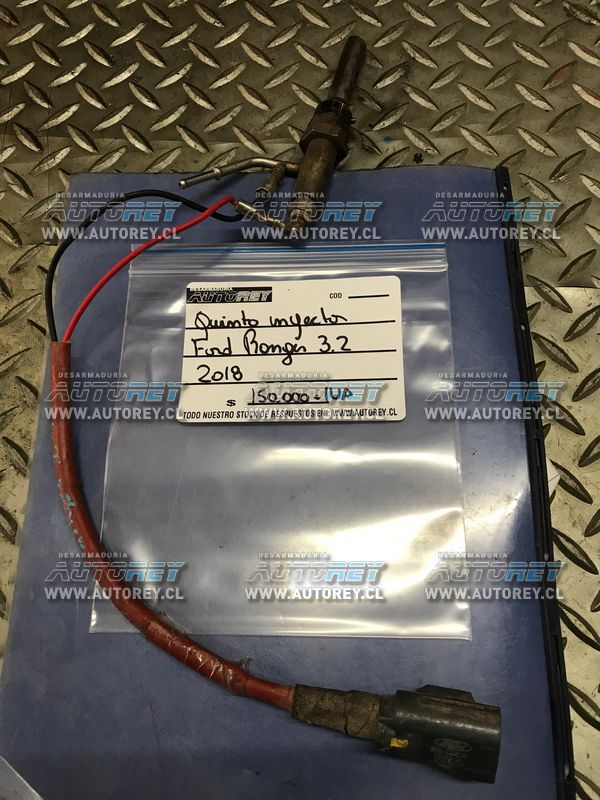 DESARMADURIA DESARMADURIA DESARMADURIA
AUTOREY AUTOREY AUTOREY
WWW.AUTOREY.CL WWW.AUTOREY.CL WWW.AUTOREY.CL
DESARMADURIA
AUTOREY
COD
Quinto inyector
Ford Ranger 3.2
2018
$ 150.000 + IVA
TODO NUESTRO STOCK DE RESPUESTOS EN WWW.AUTOREY.CL
DESARMADURIA DESARMADURIA DESARMADURIA
AUTOREY AUTOREY AUTOREY
WWW.AUTOREY.CL WWW.AUTOREY.CL WWW.AUTOREY.CL
DESARMADURIA DESARMADURIA DESARMADURIA
AUTOREY AUTOREY AUTOREY
WWW.AUTOREY.CL WWW.AUTOREY.CL WWW.AUTOREY.CL